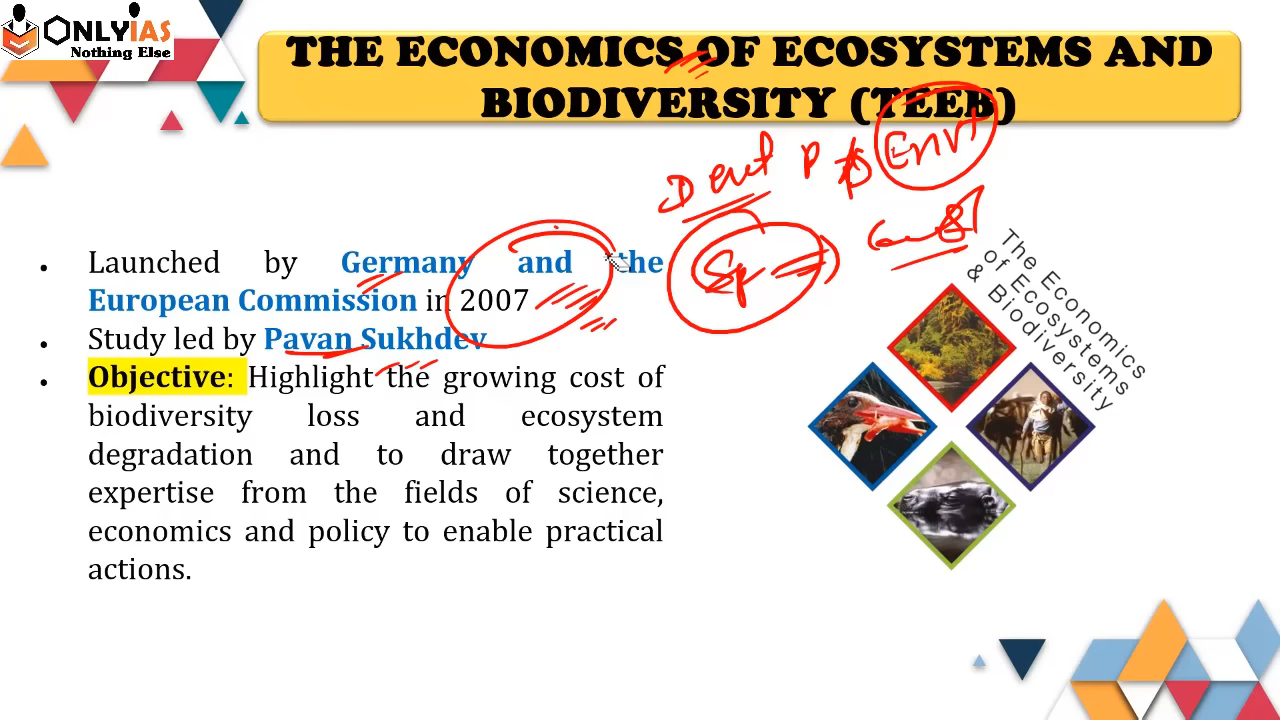 ONLYIAS
Nothing Else
THE ECONOMICS OF ECOSYSTEMS AND
BIODIVERSITY (TEEB)
Envt
• Launched by Germany and the
European Commission in 2007
• Study led by Pavan Sukhdev
• Objective: Highlight the growing cost of
biodiversity loss and ecosystem
degradation and to draw together
expertise from the fields of science,
economics and policy to enable practical
actions.
The Economics
of Ecosystems
& Biodiversity